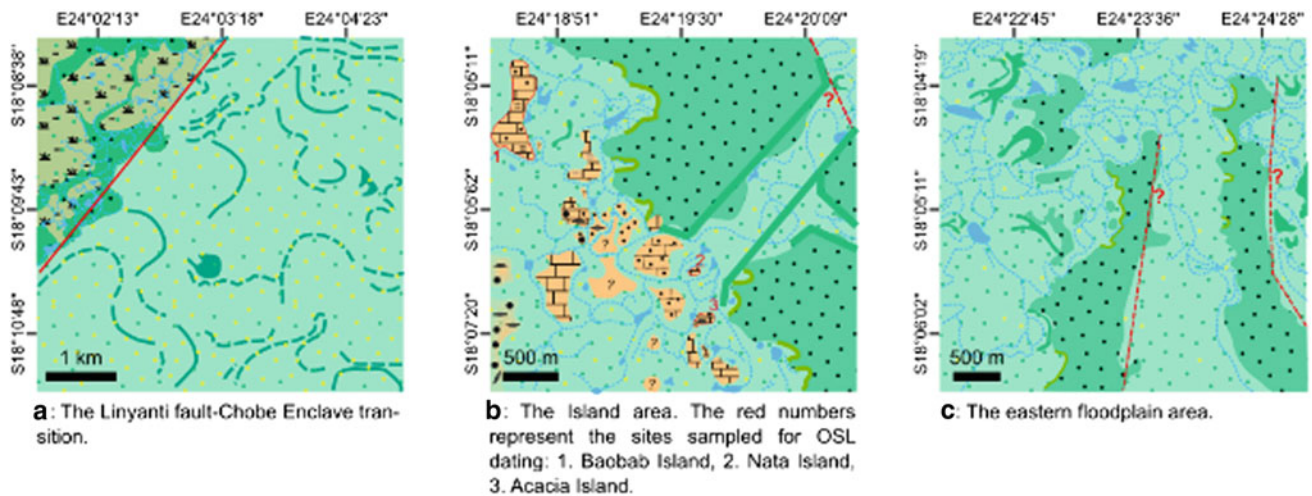 E24°02'13" E24°03'18" E24°04'23"
S18°08'38"
S18°09'43"
S18°10'48"
1 km
a: The Linyanti fault-Chobe Enclave tran-
sition.
E24°18'51" E24°19'30" E24°20'09"
S18°06'11"
S18°05'62"
S18°07'20"
1
2
3
?
?
?
?
?
500 m
b: The Island area. The red numbers
represent the sites sampled for OSL
dating: 1. Baobab Island, 2. Nata Island,
3. Acacia Island.
E24°22'45" E24°23'36" E24°24'28"
S18°04'19"
S18°05'11"
S18°06'02"
?
?
500 m
c: The eastern floodplain area.